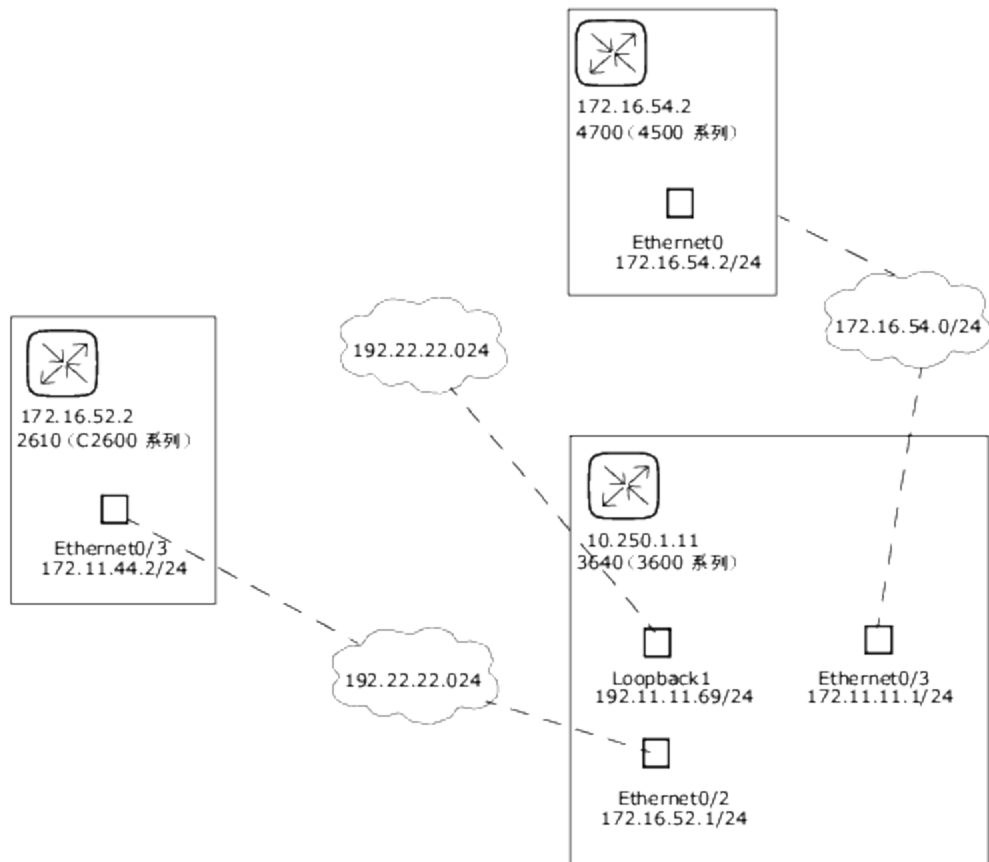 172.16.54.2
4700（4500 系列）
Ethernet0
172.16.54.2/24
172.16.54.0/24
192.22.22.024
172.16.52.2
2610（C2600 系列）
Ethernet0/3
172.11.44.2/24
192.22.22.024
10.250.1.11
3640（3600 系列）
Loopback1
192.11.11.69/24
Ethernet0/3
172.11.11.1/24
Ethernet0/2
172.16.52.1/24